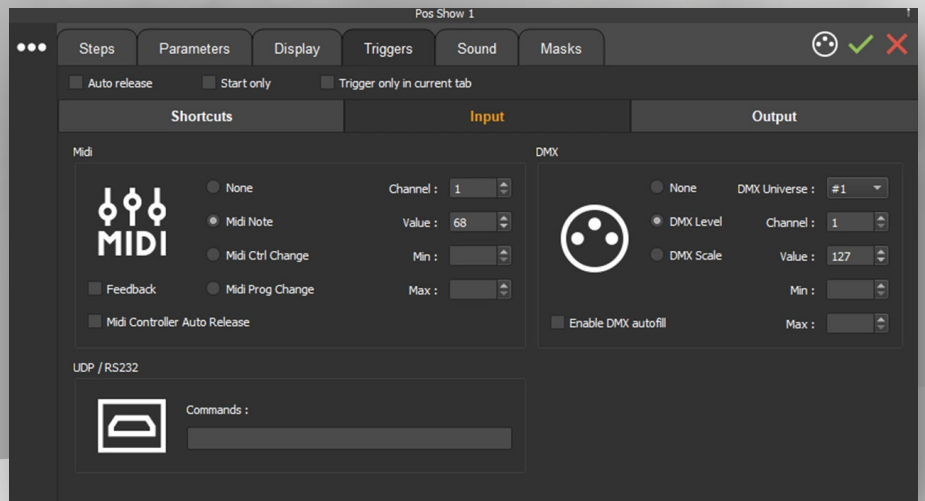 Pos Show 1
Steps Parameters Display Triggers Sound Masks
Auto release Start only Trigger only in current tab
Shortcuts Input Output
Midi
MIDI
None
Midi Note
Midi Ctrl Change
Midi Prog Change
Feedback
Midi Controller Auto Release
Channel : 1
Value : 68
Min :
Max :
DMX
None
DMX Level
DMX Scale
Enable DMX autofill
DMX Universe : #1
Channel : 1
Value : 127
Min :
Max :
UDP / RS232
Commands :